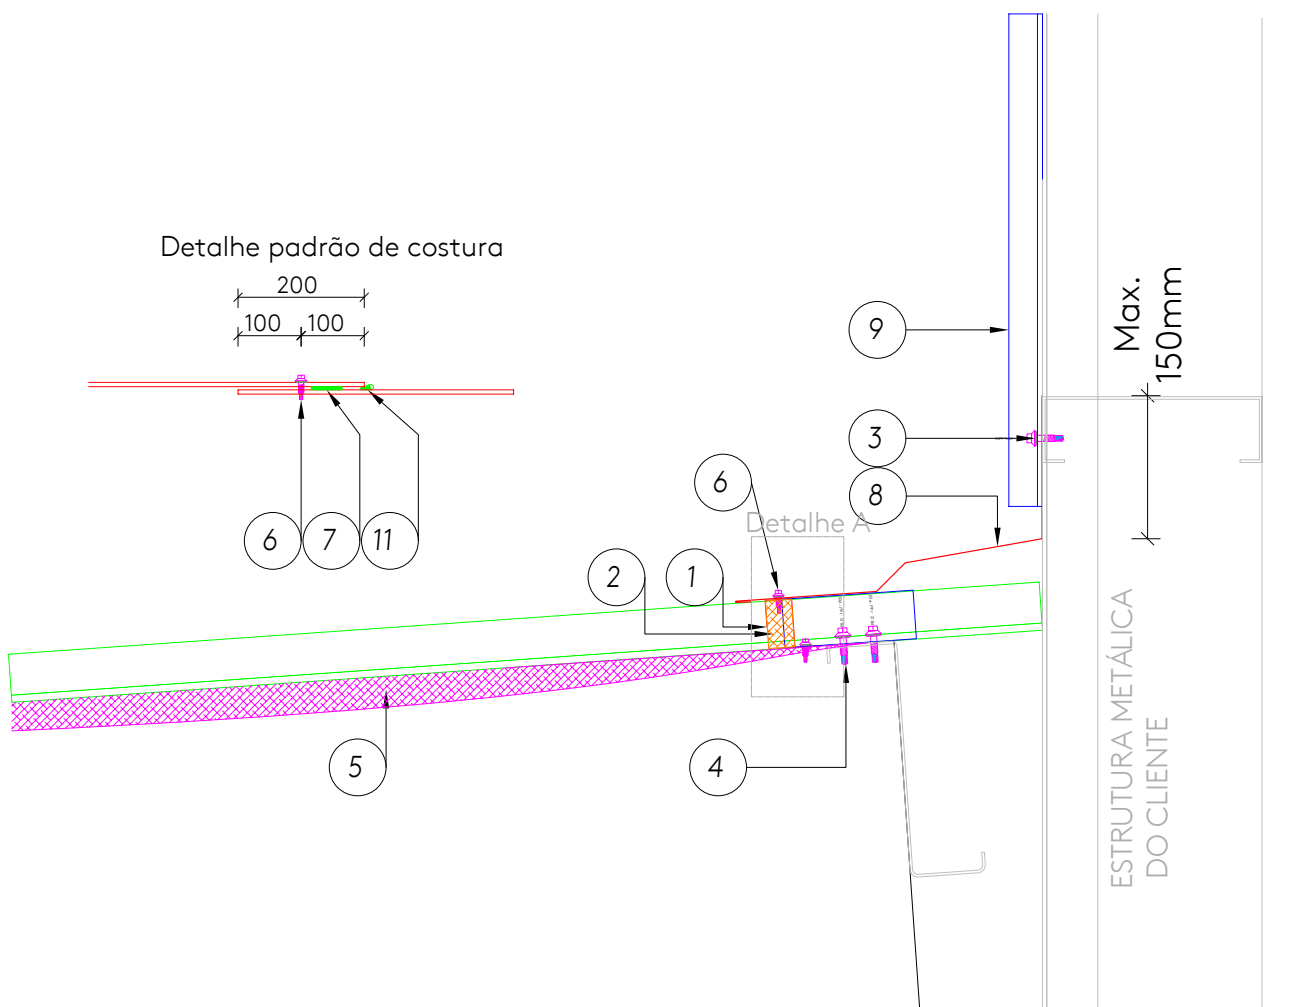 Detalhe padrão de costura
200
100 100
6 7 11
9
Max.
150mm
3
6
8
Detalhe A
2 1
5
4
ESTRUTURA METÁLICA
DO CLIENTE